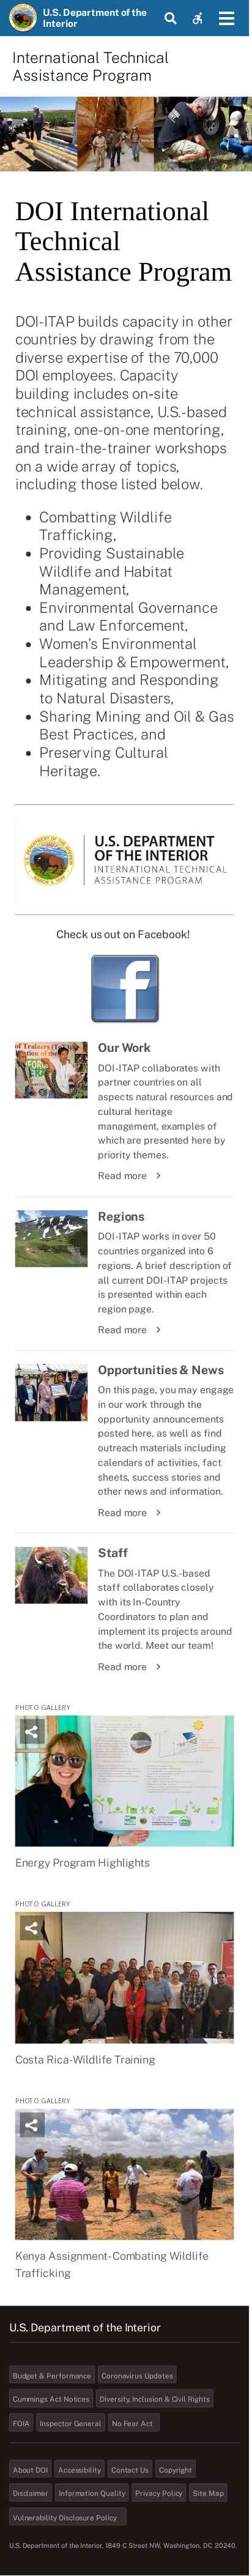 U.S. Department of the
Interior
International Technical
Assistance Program
DOI International
Technical
Assistance Program
DOI-ITAP builds capacity in other
countries by drawing from the
diverse expertise of the 70,000
DOI employees. Capacity
building includes on-site
technical assistance, U.S.-based
training, one-on-one mentoring,
and train-the-trainer workshops
on a wide array of topics,
including those listed below.
• Combatting Wildlife
Trafficking,
• Providing Sustainable
Wildlife and Habitat
Management,
• Environmental Governance
and Law Enforcement,
• Women's Environmental
Leadership & Empowerment,
• Mitigating and Responding
to Natural Disasters,
• Sharing Mining and Oil & Gas
Best Practices, and
• Preserving Cultural
Heritage.
U.S. DEPARTMENT
OF THE INTERIOR
INTERNATIONAL TECHNICAL
ASSISTANCE PROGRAM
Check us out on Facebook!
f
Our Work
DOI-ITAP collaborates with
partner countries on all
aspects natural resources and
cultural heritage
management, examples of
which are presented here by
priority themes.
Read more
Regions
DOI-ITAP works in over 50
countries organized into 6
regions. A brief description of
all current DOI-ITAP projects
is presented within each
region page.
Read more
Opportunities & News
On this page, you may engage
in our work through the
opportunity announcements
posted here, as well as find
outreach materials including
calendars of activities, fact
sheets, success stories and
other news and information.
Read more
Staff
The DOI-ITAP U.S.-based
staff collaborates closely
with its In-Country
Coordinators to plan and
implement its projects around
the world. Meet our team!
Read more
PHOTO GALLERY
Energy Program Highlights
PHOTO GALLERY
Costa Rica-Wildlife Training
PHOTO GALLERY
Kenya Assignment- Combating Wildlife
Trafficking
U.S. Department of the Interior
Budget & Performance Coronavirus Updates
Cummings Act Notices Diversity, Inclusion & Civil Rights
FOIA Inspector General No Fear Act
About DOI Accessibility Contact Us Copyright
Disclaimer Information Quality Privacy Policy Site Map
Vulnerability Disclosure Policy
U.S. Department of the Interior, 1849 C Street NW, Washington, DC 20240.